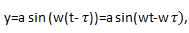 y=a sin (w(t- τ))=a sin(wt-w τ),